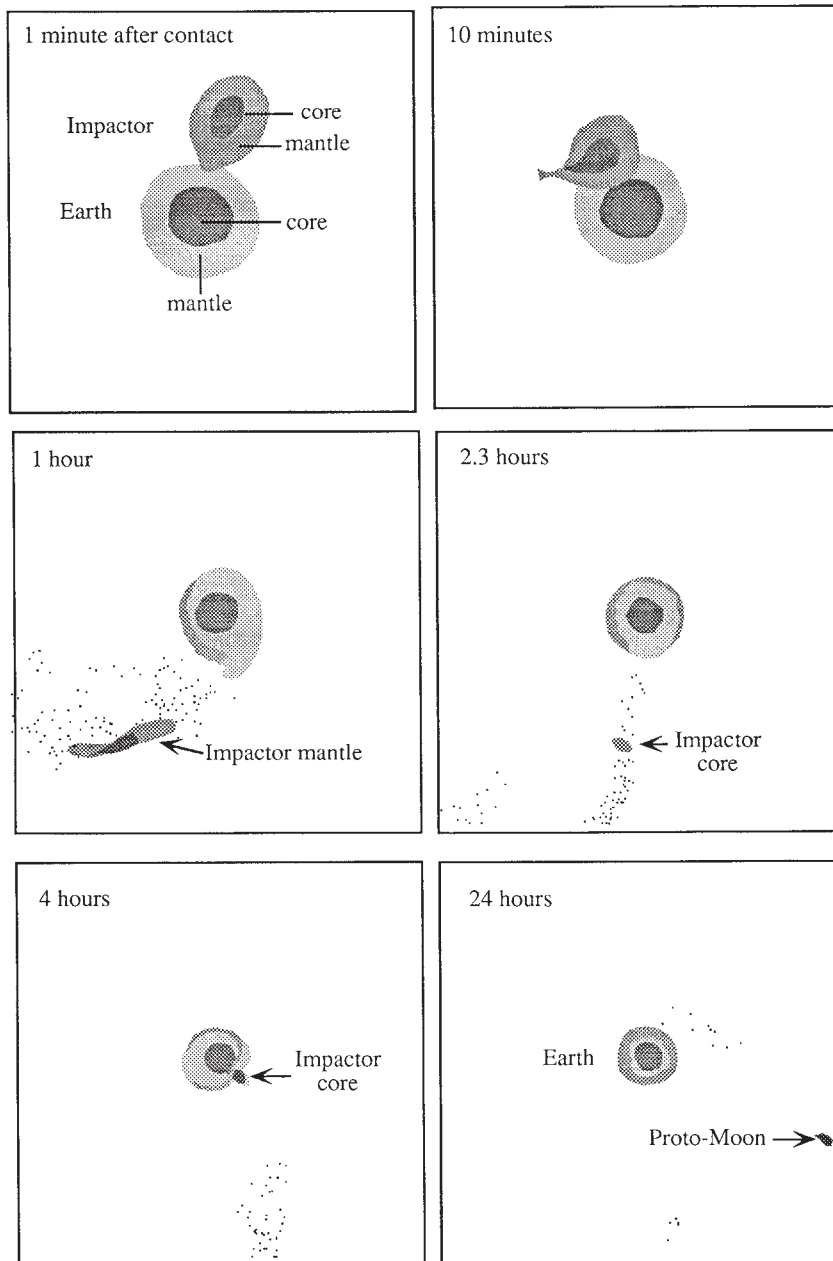 1 minute after contact
Impactor
core
mantle
Earth
core
mantle
10 minutes
1 hour
Impactor mantle
2.3 hours
Impactor
core
4 hours
Impactor
core
24 hours
Earth
Proto-Moon